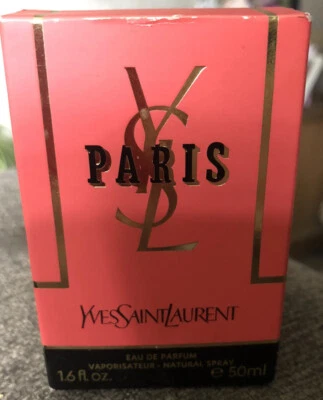 YSL
PARIS
YVESSAINTLAURENT
EAU DE PARFUM
VAPORISATEUR - NATURAL SPRAY
1.6 fl. oz. e 50ml